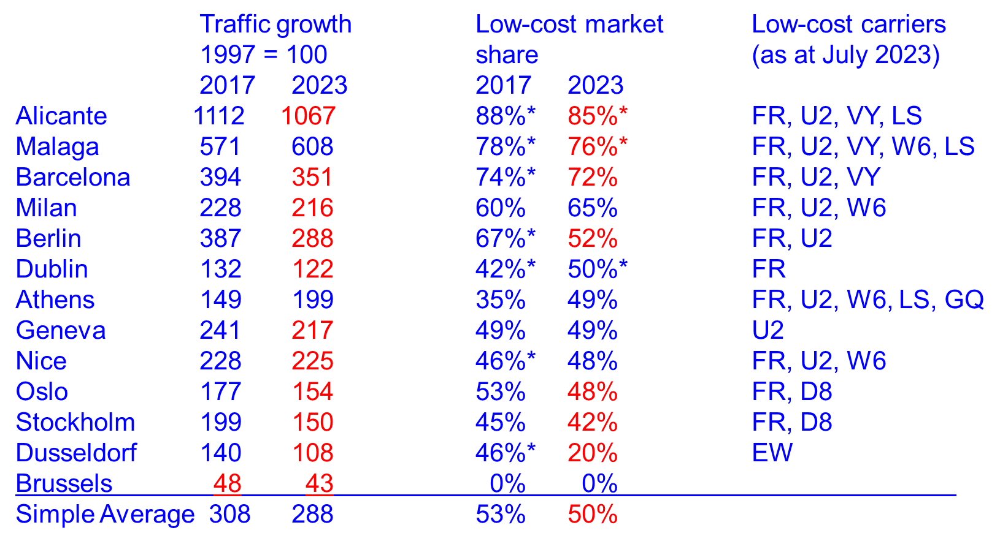 Traffic growth Low-cost market Low-cost carriers
1997 = 100 share (as at July 2023)
2017 2023 2017 2023
Alicante 1112 1067 88%* 85%* FR, U2, VY, LS
Malaga 571 608 78%* 76%* FR, U2, VY, W6, LS
Barcelona 394 351 74%* 72% FR, U2, VY
Milan 228 216 60% 65% FR, U2, W6
Berlin 387 288 67%* 52% FR, U2
Dublin 132 122 42%* 50%* FR
Athens 149 199 35% 49% FR, U2, W6, LS, GQ
Geneva 241 217 49% 49% U2
Nice 228 225 46%* 48% FR, U2, W6
Oslo 177 154 53% 48% FR, D8
Stockholm 199 150 45% 42% FR, D8
Dusseldorf 140 108 46%* 20% EW
Brussels 48 43 0% 0%
Simple Average 308 288 53% 50%